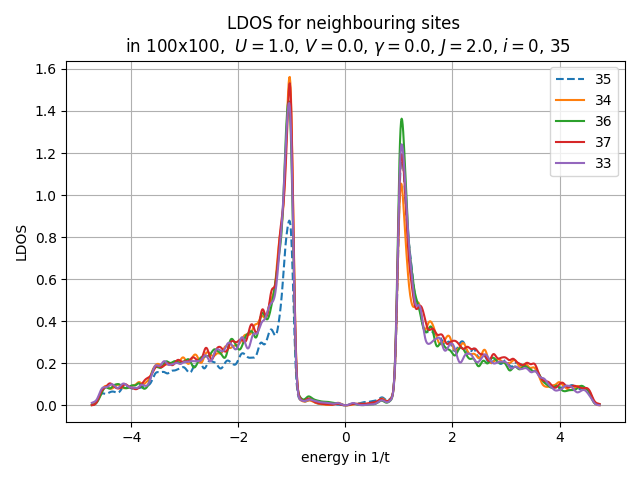 LDOS for neighbouring sites
in 100x100,  U = 1.0, V = 0.0, γ = 0.0, J = 2.0, i = 0, 35
1.6
1.4
1.2
1.0
0.8
0.6
0.4
0.2
0.0
LDOS
35
34
36
37
33
−4 −2 0 2 4
energy in 1/t